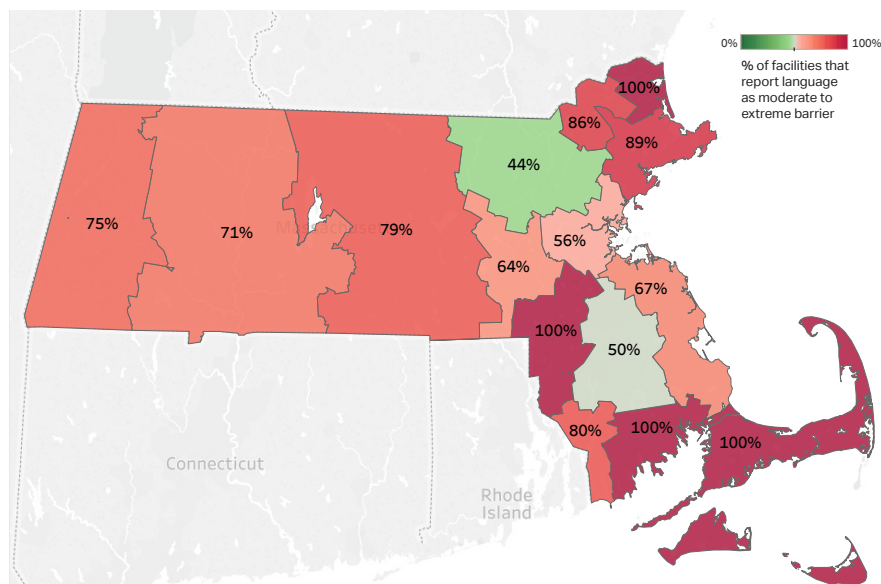 0%
100%
% of facilities that
report language
as moderate to
extreme barrier
100%
86%
89%
44%
75%
71%
Massachusetts
79%
56%
64%
67%
100%
50%
80%
100%
100%
Connecticut
Rhode
Island